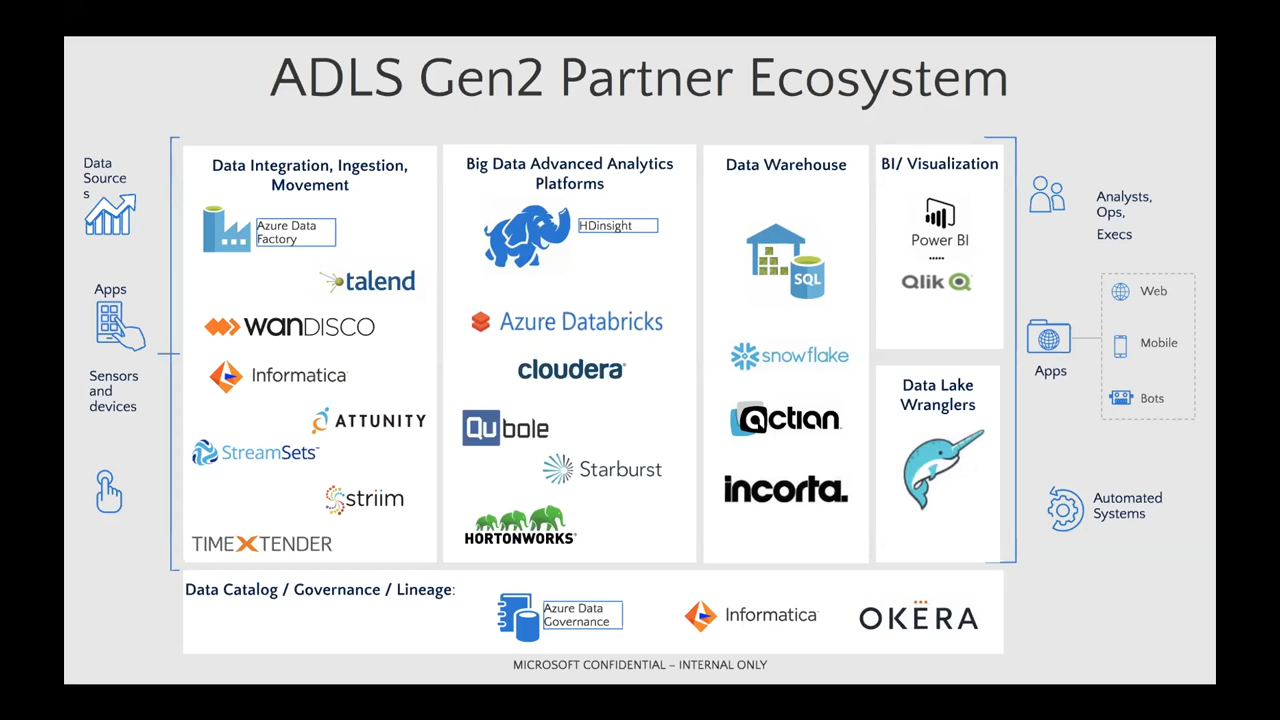 ADLS Gen2 Partner Ecosystem
Data
Source
s
Apps
Sensors
and
devices
Data Integration, Ingestion,
Movement
Azure Data
Factory
talend
WANDISCO
Informatica
ATTUNITY
StreamSets
striim
TIMEXTENDER
Big Data Advanced Analytics
Platforms
HDinsight
Azure Databricks
cloudera
Qubole
Starburst
HORTONWORKS
Data Warehouse
SQL
snowflake
actian
incorta.
BI/ Visualization
Power BI
Qlik
Data Lake
Wranglers
Analysts,
Ops,
Execs
Apps
Web
Mobile
Bots
Automated
Systems
Data Catalog / Governance / Lineage:
Azure Data
Governance
Informatica
OKËRA
MICROSOFT CONFIDENTIAL – INTERNAL ONLY